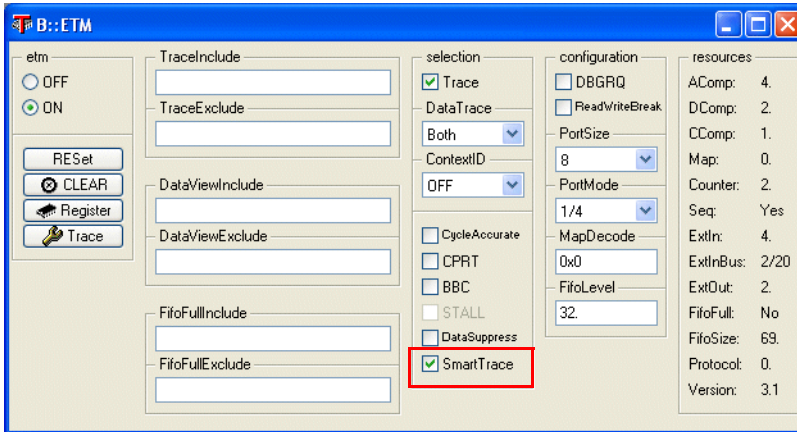 B::ETM
etm
OFF
ON
RESet
CLEAR
Register
Trace
TraceInclude
TraceExclude
DataViewInclude
DataViewExclude
FifoFullInclude
FifoFullExclude
selection
Trace
DataTrace
Both
ContextID
OFF
CycleAccurate
CPRT
BBC
STALL
DataSuppress
SmartTrace
configuration
DBGRQ
ReadWriteBreak
PortSize
8
PortMode
1/4
MapDecode
0x0
FifoLevel
32.
resources
AComp: 4.
DComp: 2.
CComp: 1.
Map: 0.
Counter: 2.
Seq: Yes
ExtIn: 4.
ExtInBus: 2/20
ExtOut: 2.
FifoFull: No
FifoSize: 69.
Protocol: 0.
Version: 3.1